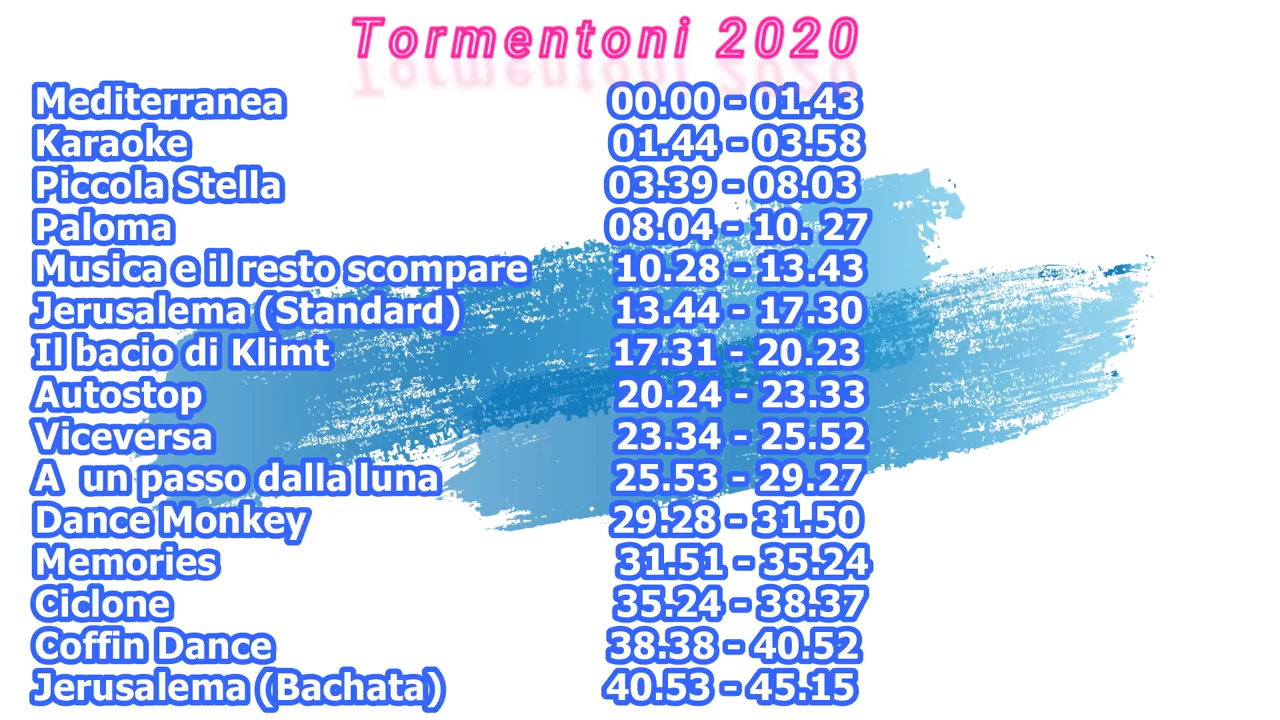 Tormentoni 2020
Mediterranea 00.00 - 01.43
Karaoke 01.44 - 03.58
Piccola Stella 03.39 - 08.03
Paloma 08.04 - 10. 27
Musica e il resto scompare 10.28 - 13.43
Jerusalema (Standard) 13.44 - 17.30
Il bacio di Klimt 17.31 - 20.23
Autostop 20.24 - 23.33
Viceversa 23.34 - 25.52
A  un passo dalla luna 25.53 - 29.27
Dance Monkey 29.28 - 31.50
Memories 31.51 - 35.24
Ciclone 35.24 - 38.37
Coffin Dance 38.38 - 40.52
Jerusalema (Bachata) 40.53 - 45.15